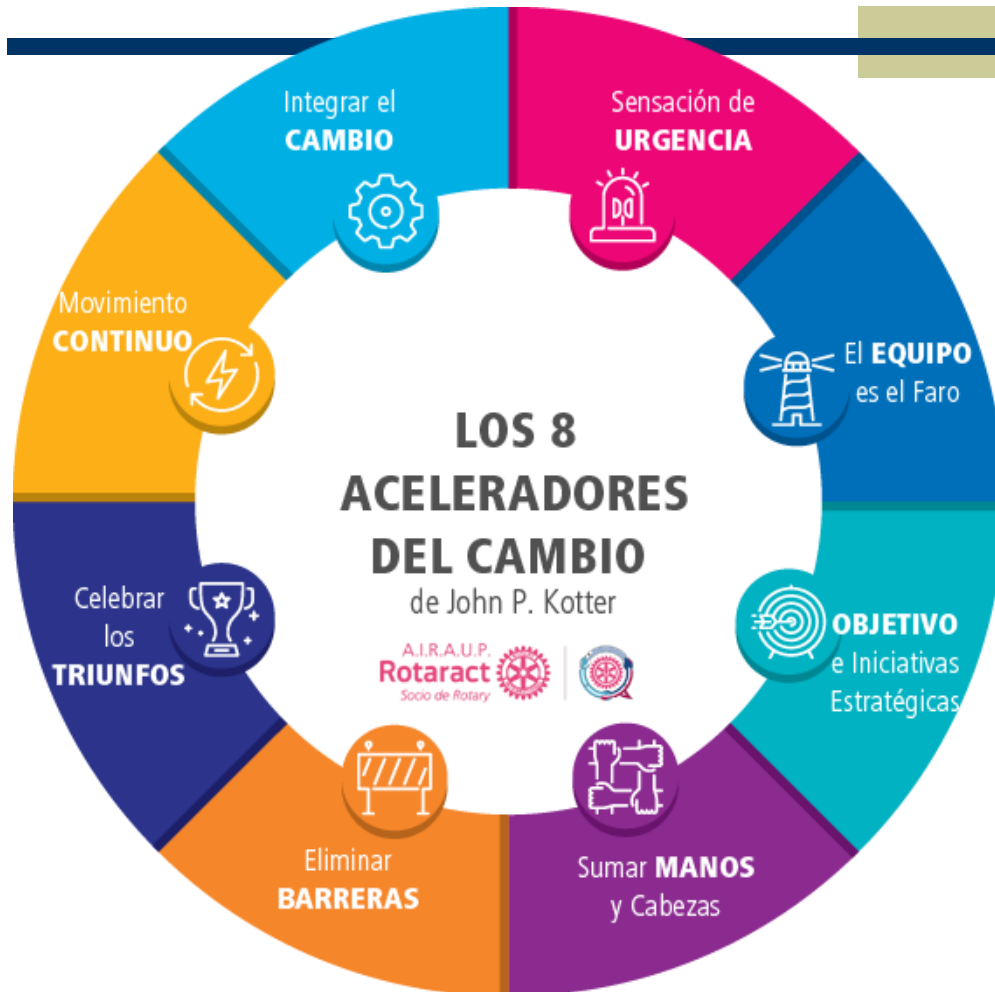 Integrar el
CAMBIO
Sensación de
URGENCIA
Movimiento
CONTINUO
El EQUIPO
es el Faro
LOS 8
ACELERADORES
DEL CAMBIO
de John P. Kotter
A.I.R.A.U.P.
Rotaract
Socio de Rotary
Celebrar
los
TRIUNFOS
OBJETIVO
e Iniciativas
Estratégicas
Eliminar
BARRERAS
Sumar MANOS
y Cabezas